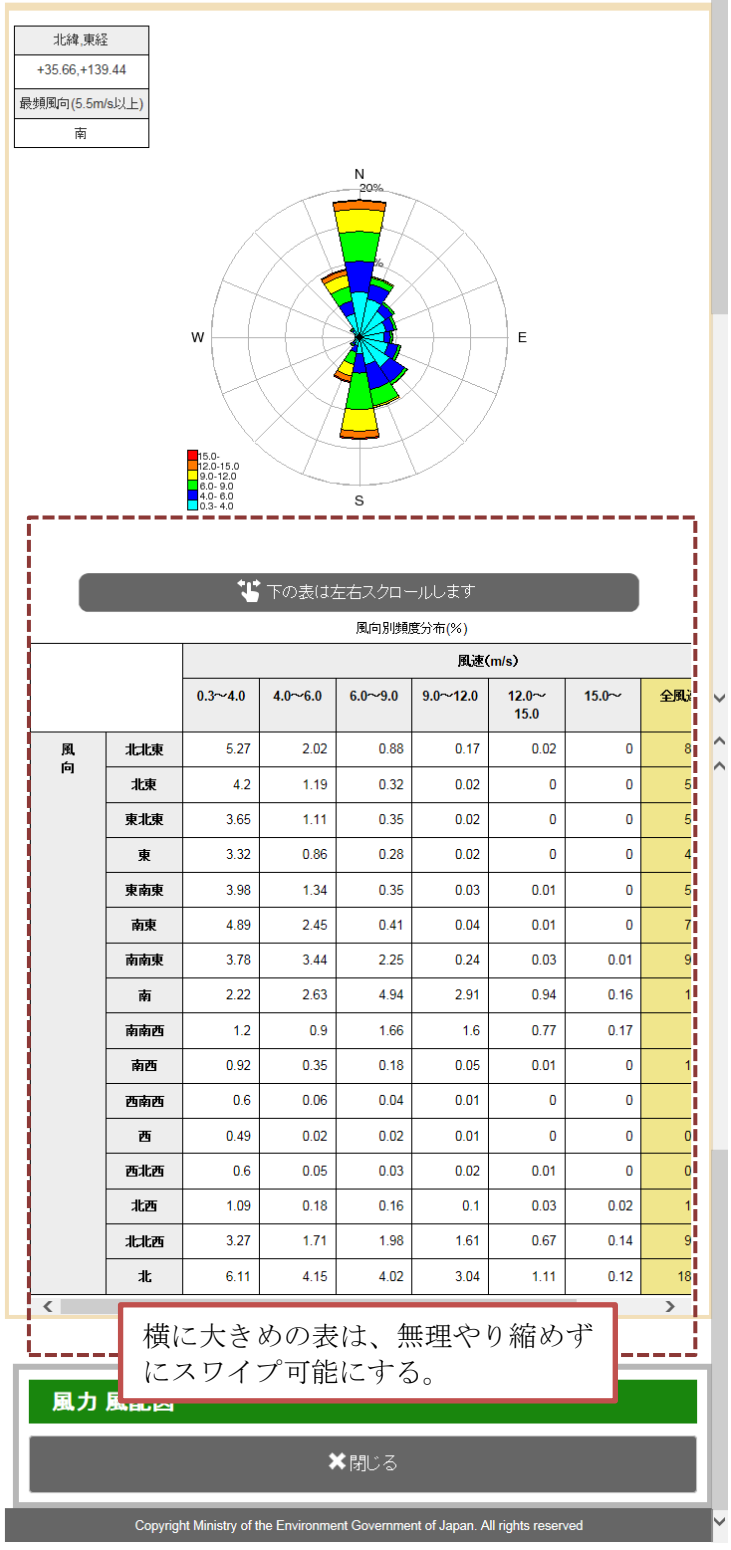 北緯,東経
+35.66,+139.44
最頻風向(5.5m/s以上)
南
N
20%
%
W
E
S
15.0-
12.0-15.0
9.0-12.0
6.0- 9.0
4.0- 6.0
0.3- 4.0
下の表は左右スクロールします
風向別頻度分布(%)
風速(m/s)
0.3～4.0 4.0～6.0 6.0～9.0 9.0～12.0 12.0～15.0 15.0～ 全風
風向
北北東 5.27 2.02 0.88 0.17 0.02 0 8
北東 4.2 1.19 0.32 0.02 0 0 5
東北東 3.65 1.11 0.35 0.02 0 0 5
東 3.32 0.86 0.28 0.02 0 0 4
東南東 3.98 1.34 0.35 0.03 0.01 0 5
南東 4.89 2.45 0.41 0.04 0.01 0 7
南南東 3.78 3.44 2.25 0.24 0.03 0.01 9
南 2.22 2.63 4.94 2.91 0.94 0.16 1
南南西 1.2 0.9 1.66 1.6 0.77 0.17
南西 0.92 0.35 0.18 0.05 0.01 0 1
西南西 0.6 0.06 0.04 0.01 0 0
西 0.49 0.02 0.02 0.01 0 0 0
西北西 0.6 0.05 0.03 0.02 0.01 0 0
北西 1.09 0.18 0.16 0.1 0.03 0.02 1
北北西 3.27 1.71 1.98 1.61 0.67 0.14 9
北 6.11 4.15 4.02 3.04 1.11 0.12 18
横に大きめの表は、無理やり縮めず
にスワイプ可能にする。
風力
閉じる
Copyright Ministry of the Environment Government of Japan. All rights reserved